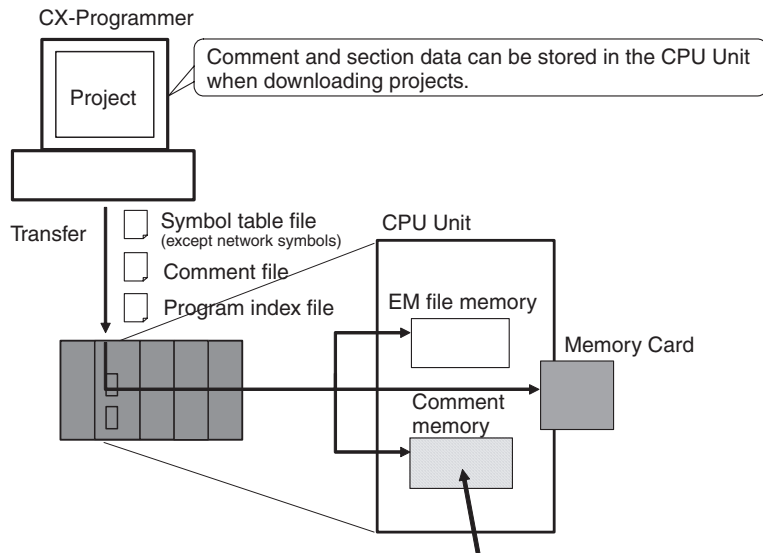 CX-Programmer
Comment and section data can be stored in the CPU Unit
when downloading projects.
Project
Transfer
Symbol table file
(except network symbols)
Comment file
Program index file
CPU Unit
EM file memory
Memory Card
Comment
memory